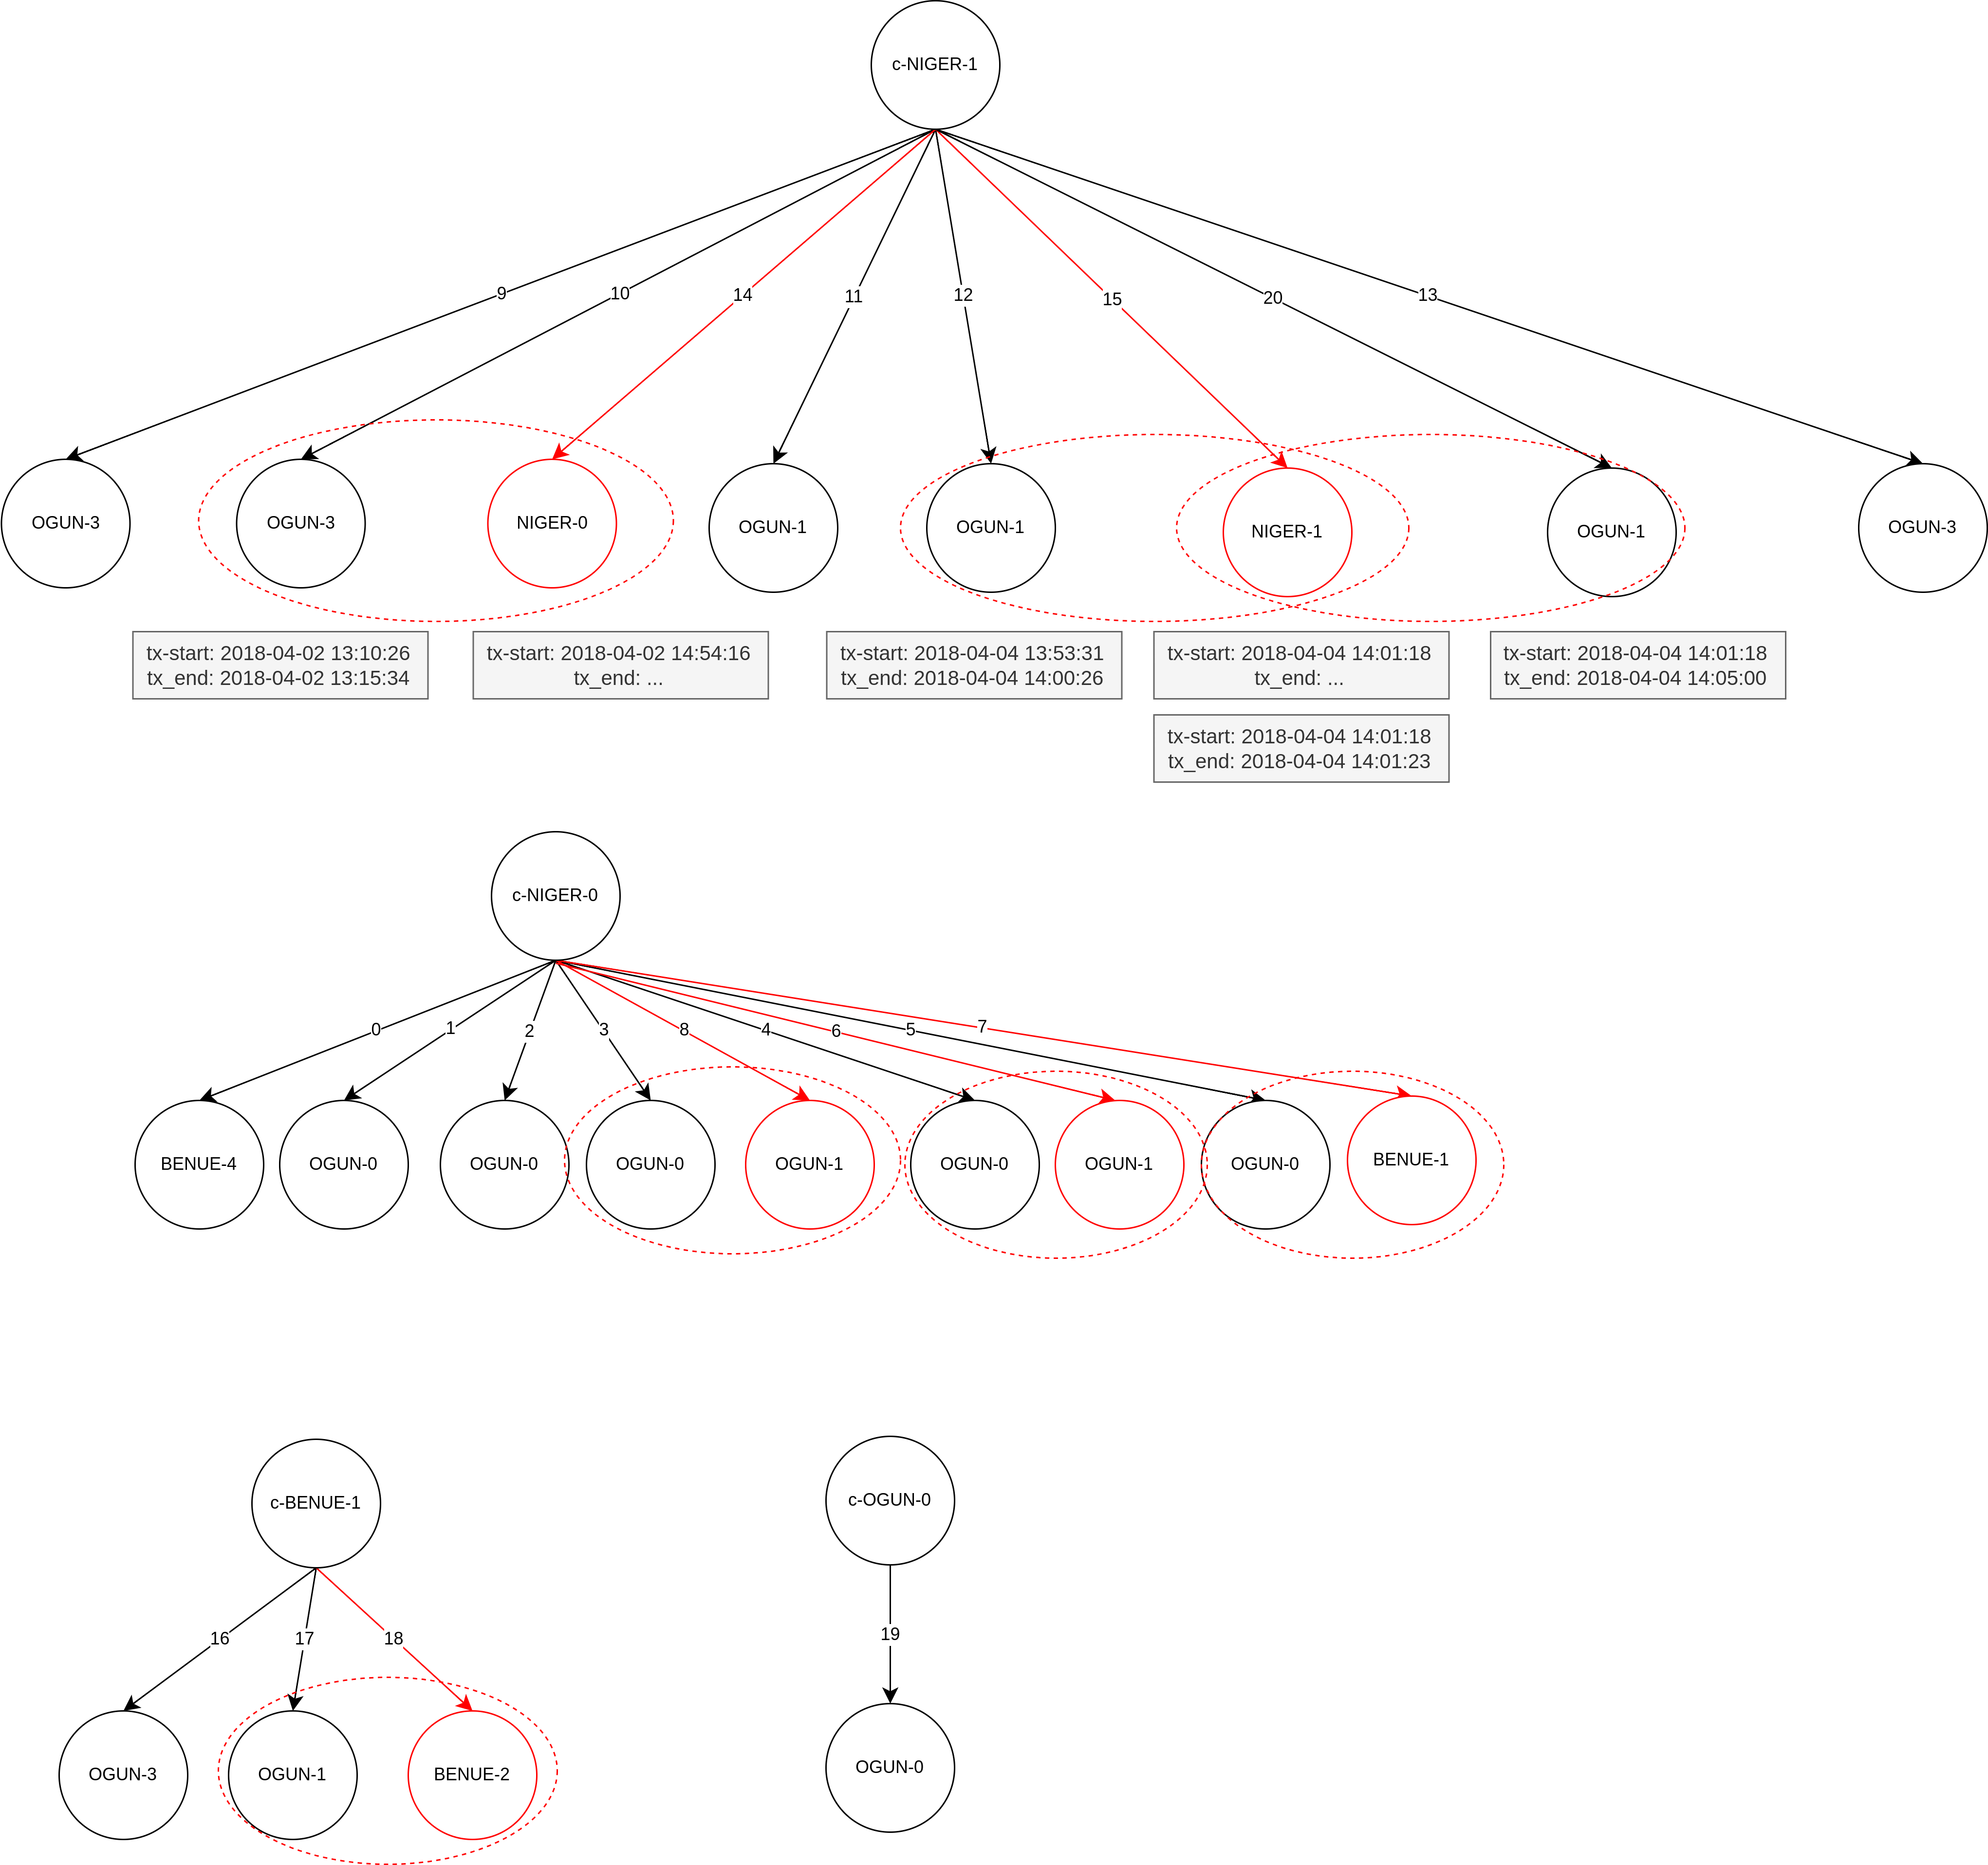 c-NIGER-1
9
10
14
11
12
15
20
13
OGUN-3
OGUN-3
NIGER-0
OGUN-1
OGUN-1
NIGER-1
OGUN-1
OGUN-3
tx-start: 2018-04-02 13:10:26
tx_end: 2018-04-02 13:15:34
tx-start: 2018-04-02 14:54:16
tx_end: ...
tx-start: 2018-04-04 13:53:31
tx_end: 2018-04-04 14:00:26
tx-start: 2018-04-04 14:01:18
tx_end: ...
tx-start: 2018-04-04 14:01:18
tx_end: 2018-04-04 14:05:00
tx-start: 2018-04-04 14:01:18
tx_end: 2018-04-04 14:01:23
c-NIGER-0
0
1
2
3
8
4
6
5
7
BENUE-4
OGUN-0
OGUN-0
OGUN-0
OGUN-1
OGUN-0
OGUN-1
OGUN-0
BENUE-1
c-BENUE-1
16
17
18
OGUN-3
OGUN-1
BENUE-2
c-OGUN-0
19
OGUN-0